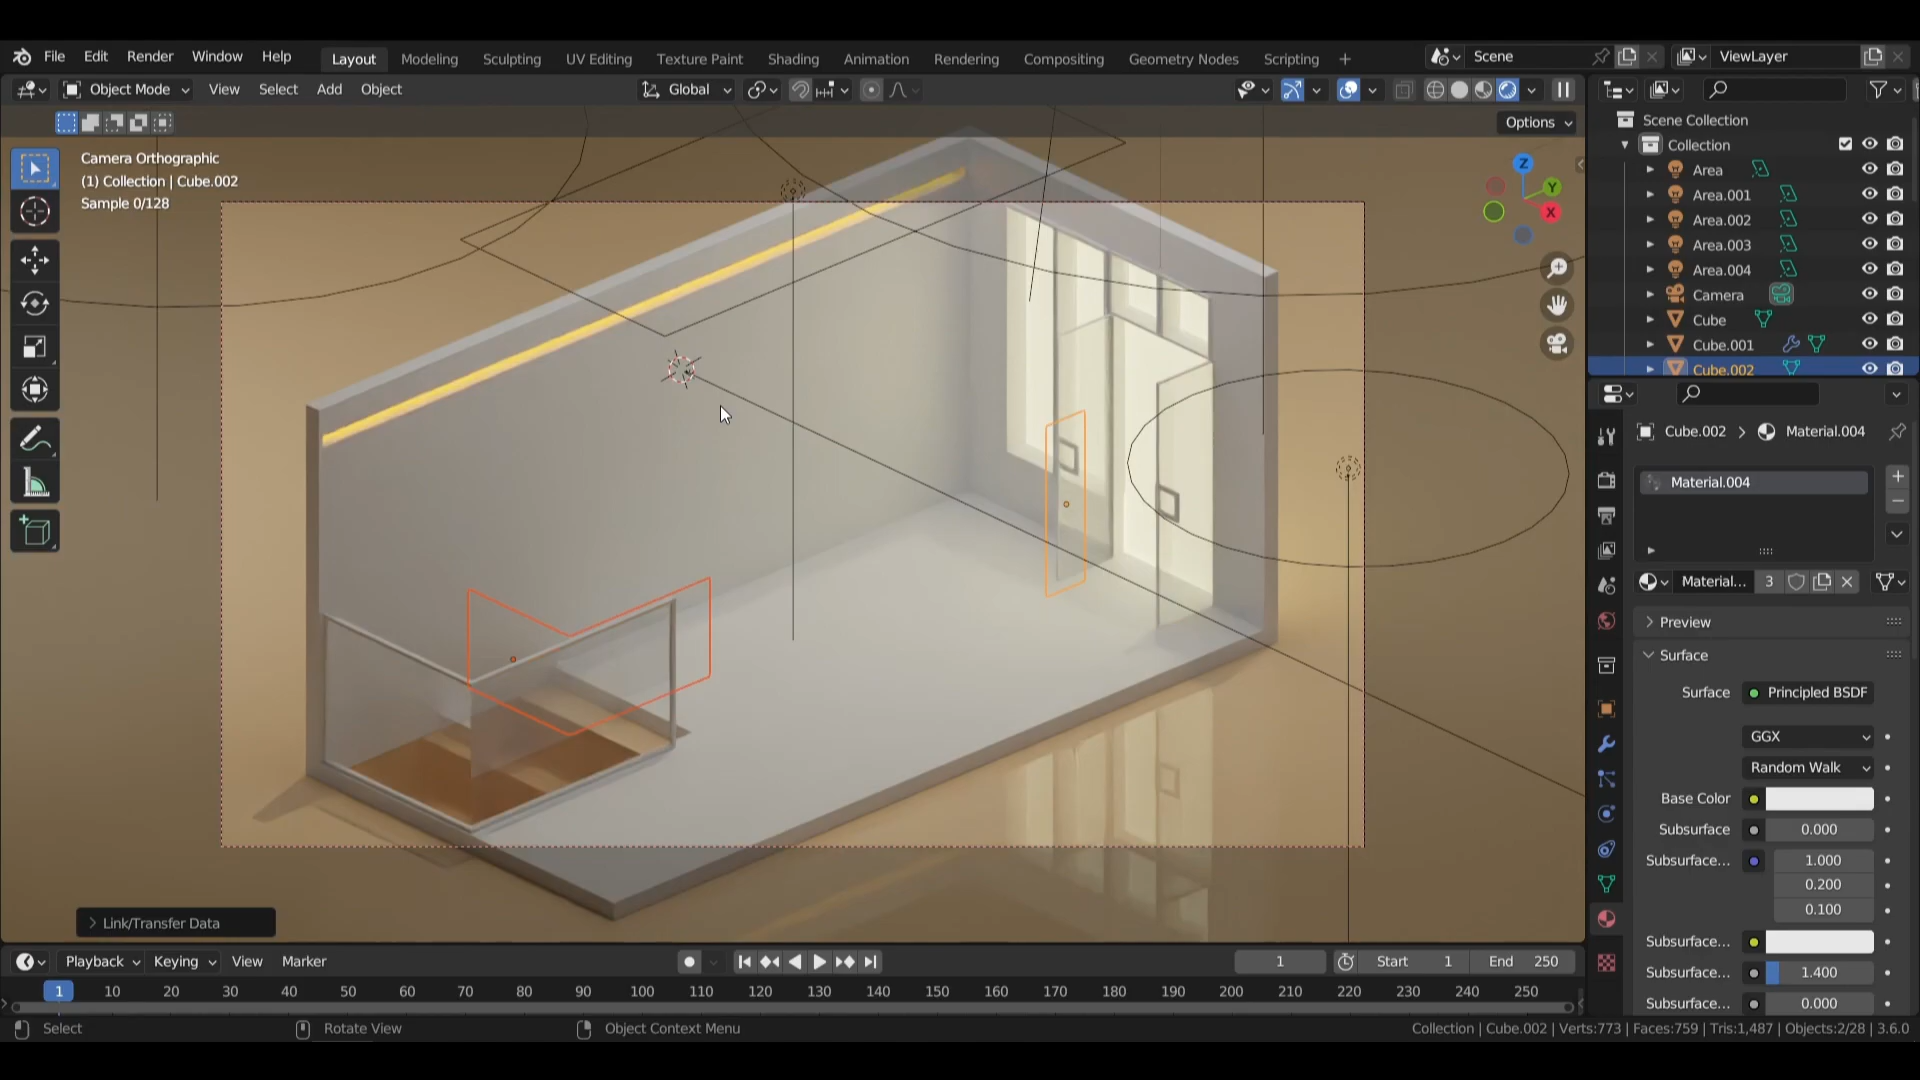 File Edit Render Window Help Layout Modeling Sculpting UV Editing Texture Paint Shading Animation Rendering Compositing Geometry Nodes Scripting + Scene ViewLayer
Object Mode View Select Add Object Global
Options
Camera Orthographic
(1) Collection | Cube.002
Sample 0/128
Z
Y
X
Link/Transfer Data
Scene Collection
Collection
Area
Area.001
Area.002
Area.003
Area.004
Camera
Cube
Cube.001
Cube.002
Cube.002 > Material.004
Material.004
Material... 3
Preview
Surface
Surface Principled BSDF
GGX
Random Walk
Base Color
Subsurface 0.000
Subsurface... 1.000
0.200
0.100
Subsurface...
Subsurface... 1.400
Subsurface... 0.000
Playback Keying View Marker 1 Start 1 End 250
1 10 20 30 40 50 60 70 80 90 100 110 120 130 140 150 160 170 180 190 200 210 220 230 240 250
Select Rotate View Object Context Menu Collection | Cube.002 | Verts:773 | Faces:759 | Tris:1,487 | Objects:2/28 | 3.6.0